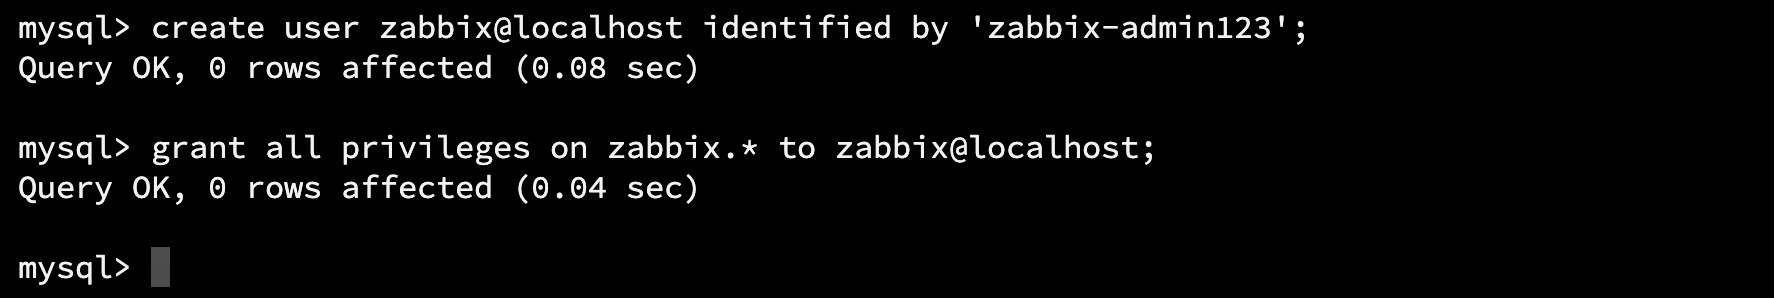 mysql> create user zabbix@localhost identified by 'zabbix-admin123';
Query OK, 0 rows affected (0.08 sec)
mysql> grant all privileges on zabbix.* to zabbix@localhost;
Query OK, 0 rows affected (0.04 sec)
mysql>